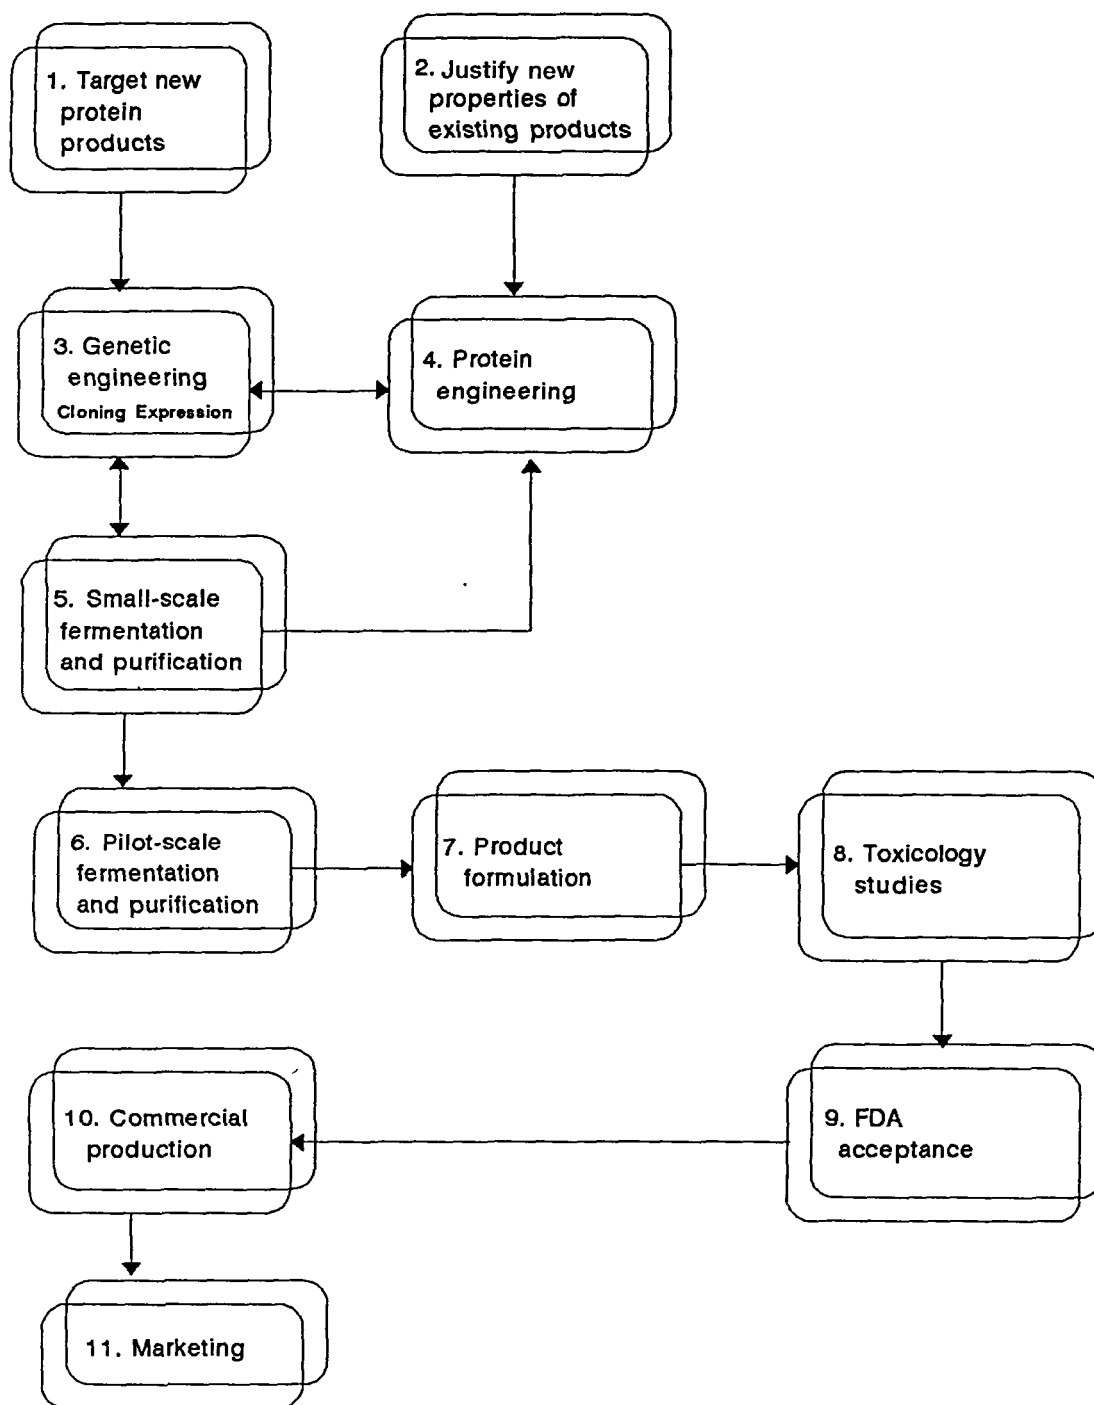 1. Target new
protein
products
2. Justify new
properties of
existing products
3. Genetic
engineering
Cloning Expression
4. Protein
engineering
5. Small-scale
fermentation
and purification
6. Pilot-scale
fermentation
and purification
7. Product
formulation
8. Toxicology
studies
9. FDA
acceptance
10. Commercial
production
11. Marketing